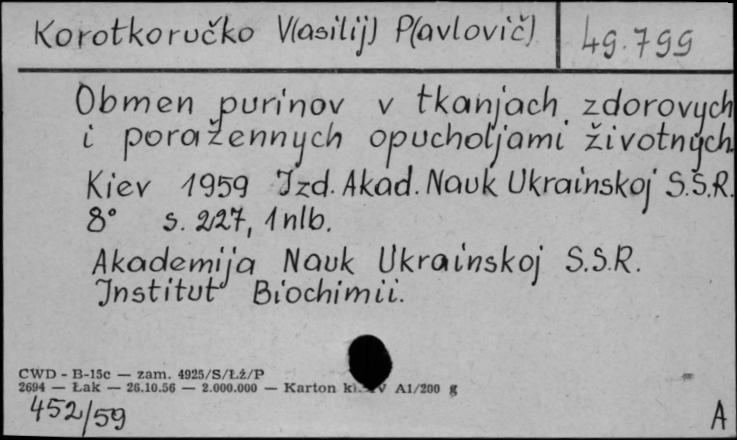 Korotkoručko V(asilij) P(avlovič) 49.799
Obmen purinov v tkanjach zdorovych
i poražennych opucholjami životnych.
Kiev 1959 Izd. Akad. Nauk Ukrainskoj S.S.R.
8° s. 227, 1 nlb.
Akademija Nauk Ukrainskoj S.S.R.
Institut Biochimii.
CWD - B-15c — zam. 4925/S/Łż/P
2694 — Łak — 26.10.56 — 2.000.000 — Karton A1/200 g
452/59 A